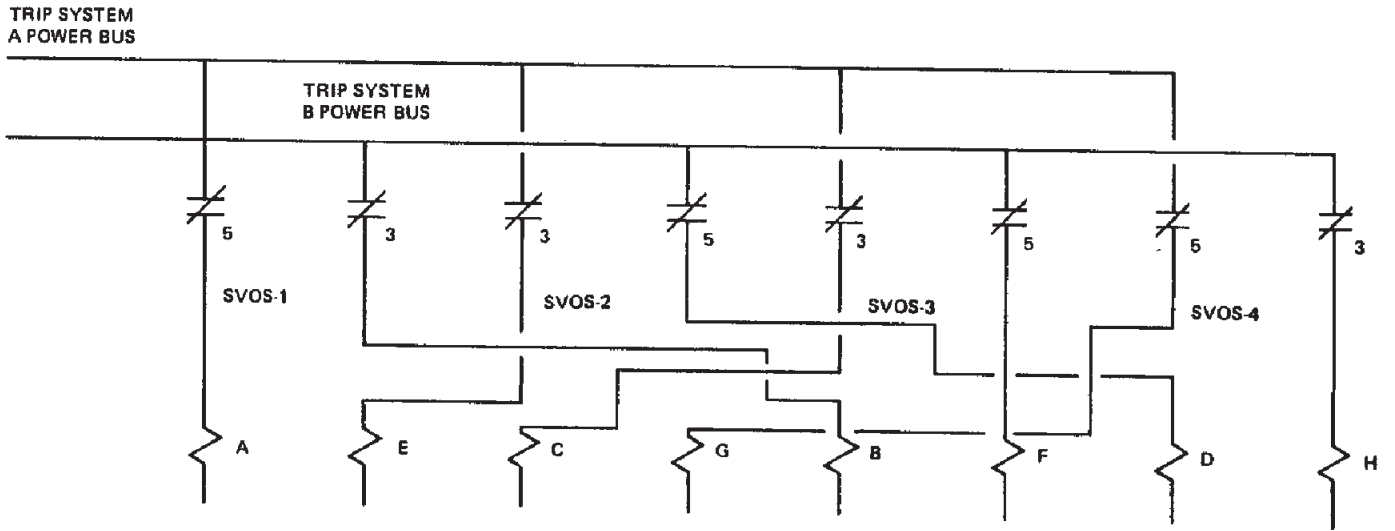 TRIP SYSTEM
A POWER BUS
TRIP SYSTEM
B POWER BUS
5
3
3
5
3
5
5
3
SVOS-1
SVOS-2
SVOS-3
SVOS-4
A
E
C
G
B
F
D
H